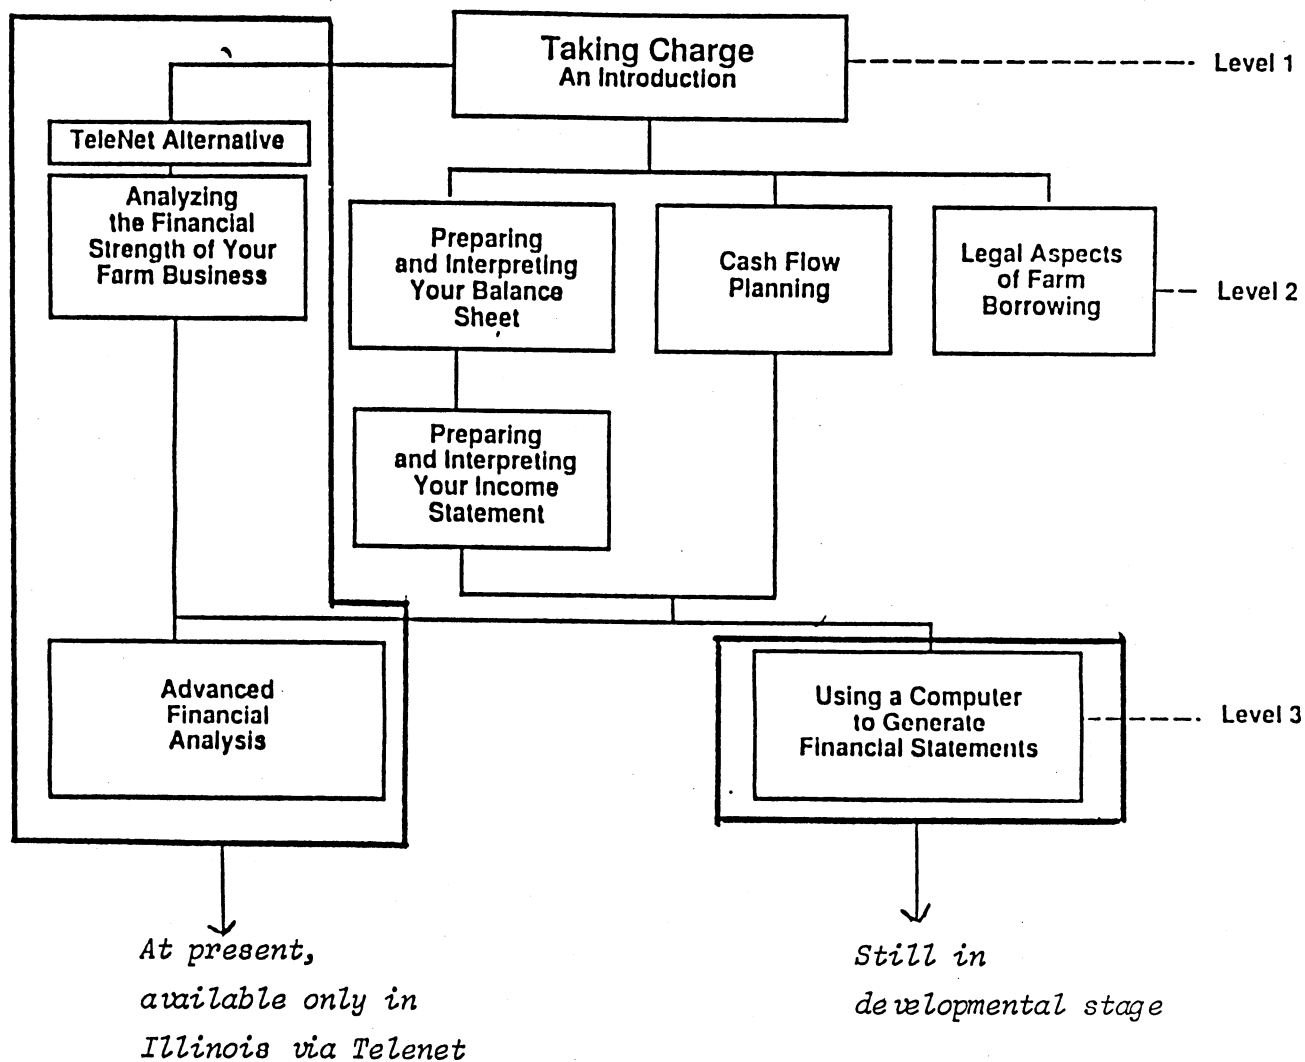 Taking Charge
An Introduction
Level 1
TeleNet Alternative
Analyzing
the Financial
Strength of Your
Farm Business
Preparing
and Interpreting
Your Balance
Sheet
Cash Flow
Planning
Legal Aspects
of Farm
Borrowing
Level 2
Preparing
and Interpreting
Your Income
Statement
Advanced
Financial
Analysis
Using a Computer
to Generate
Financial Statements
Level 3
At present,
available only in
Illinois via Telenet
Still in
developmental stage